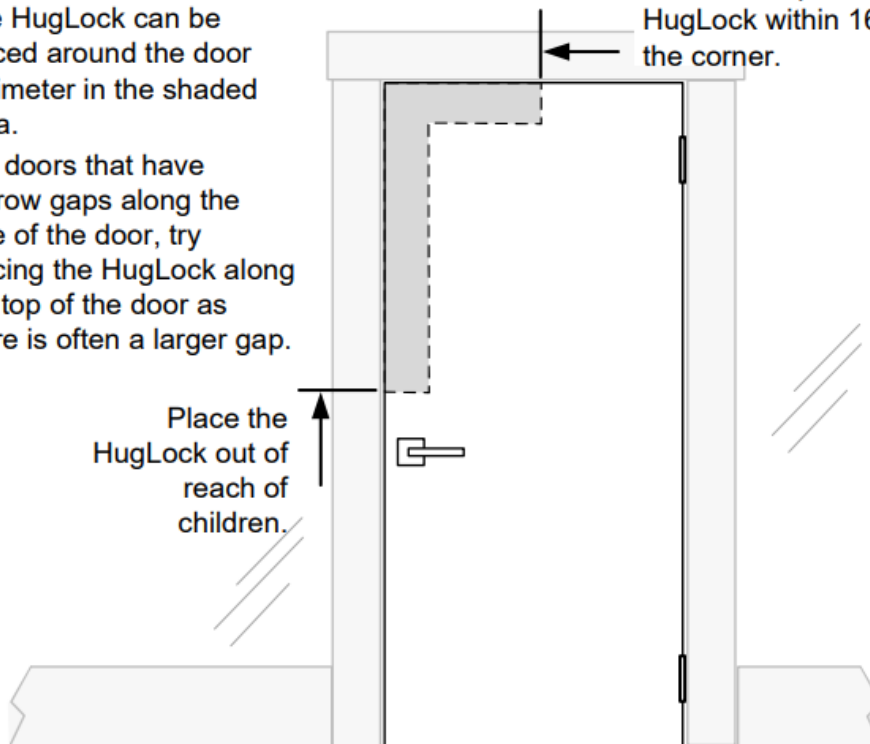 e HugLock can be
ced around the door
imeter in the shaded
a.
doors that have
row gaps along the
e of the door, try
cing the HugLock along
top of the door as
re is often a larger gap.
HugLock within 16
the corner.
Place the
HugLock out of
reach of
children.